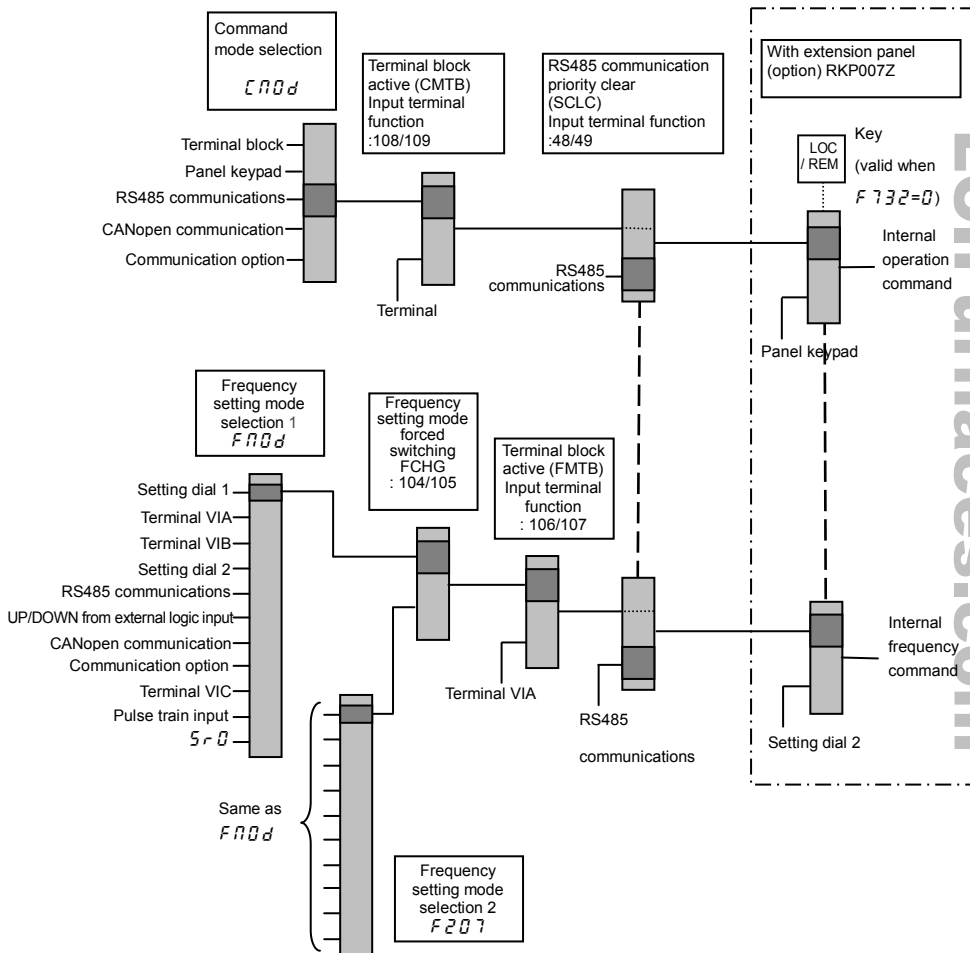 Command
mode selection
CMOd
Terminal block
active (CMTB)
Input terminal
function
:108/109
RS485 communication
priority clear
(SCLC)
Input terminal function
:48/49
With extension panel
(option) RKP007Z
LOC
/ REM
Key
(valid when
F732=0)
Terminal block
Panel keypad
RS485 communications
CANopen communication
Communication option
Terminal
RS485
communications
Internal
operation
command
Panel keypad
Frequency
setting mode
selection 1
FMOd
Frequency
setting mode
forced
switching
FCHG
: 104/105
Terminal block
active (FMTB)
Input terminal
function
: 106/107
Setting dial 1
Terminal VIA
Terminal VIB
Setting dial 2
RS485 communications
UP/DOWN from external logic input
CANopen communication
Communication option
Terminal VIC
Pulse train input
SrO
Terminal VIA
RS485
communications
Internal
frequency
command
Setting dial 2
Same as
FMOd
Frequency
setting mode
selection 2
F207